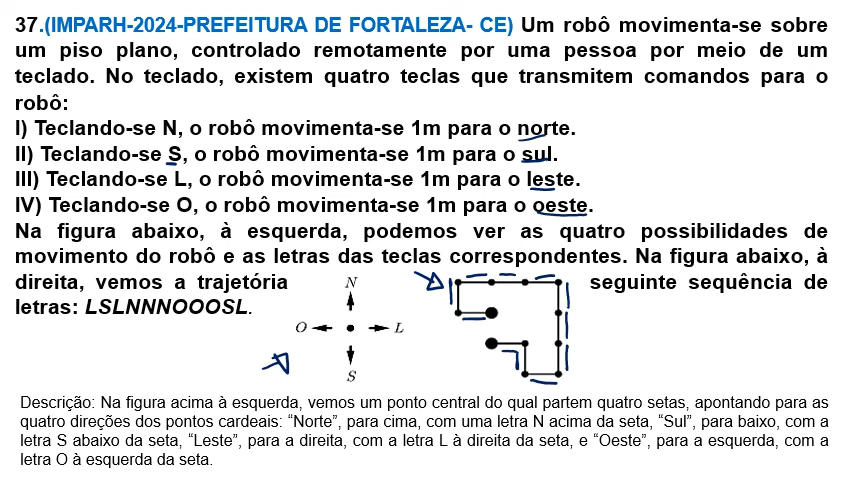 37.(IMPARH-2024-PREFEITURA DE FORTALEZA- CE) Um robô movimenta-se sobre
um piso plano, controlado remotamente por uma pessoa por meio de um
teclado. No teclado, existem quatro teclas que transmitem comandos para o
robô:
I) Teclando-se N, o robô movimenta-se 1m para o norte.
II) Teclando-se S, o robô movimenta-se 1m para o sul.
III) Teclando-se L, o robô movimenta-se 1m para o leste.
IV) Teclando-se O, o robô movimenta-se 1m para o oeste.
Na figura abaixo, à esquerda, podemos ver as quatro possibilidades de
movimento do robô e as letras das teclas correspondentes. Na figura abaixo, à
direita, vemos a trajetória seguinte sequência de
letras: LSLNNNOOOSL.
N
O L
S
Descrição: Na figura acima à esquerda, vemos um ponto central do qual partem quatro setas, apontando para as
quatro direções dos pontos cardeais: “Norte”, para cima, com uma letra N acima da seta, “Sul”, para baixo, com a
letra S abaixo da seta, “Leste”, para a direita, com a letra L à direita da seta, e “Oeste”, para a esquerda, com a
letra O à esquerda da seta.